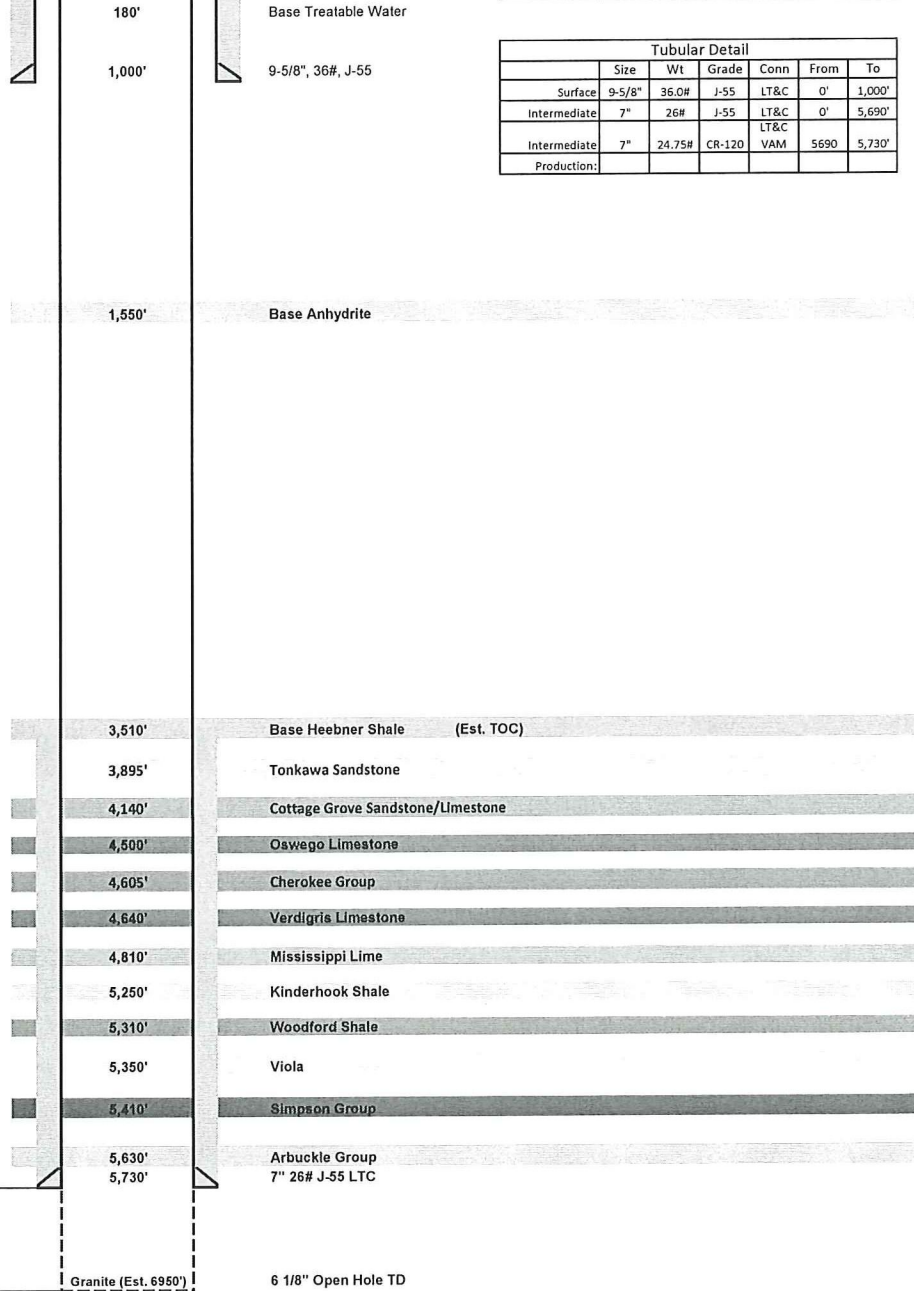 180' Base Treatable Water
1,000' 9-5/8", 36#, J-55
Tubular Detail
Size Wt Grade Conn From To
Surface 9-5/8" 36.0# J-55 LT&C 0' 1,000'
Intermediate 7" 26# J-55 LT&C 0' 5,690'
LT&C
Intermediate 7" 24.75# CR-120 VAM 5690 5,730'
Production:
1,550' Base Anhydrite
3,510' Base Heebner Shale (Est. TOC)
3,895' Tonkawa Sandstone
4,140' Cottage Grove Sandstone/Limestone
4,500' Oswego Limestone
4,605' Cherokee Group
4,640' Verdigris Limestone
4,810' Mississippi Lime
5,250' Kinderhook Shale
5,310' Woodford Shale
5,350' Viola
5,410' Simpson Group
5,630' Arbuckle Group
5,730' 7" 26# J-55 LTC
Granite (Est. 6950') 6 1/8" Open Hole TD